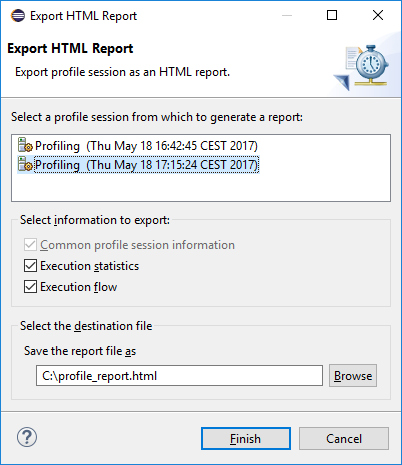 Export HTML Report
Export HTML Report
Export profile session as an HTML report.
Select a profile session from which to generate a report:
Profiling (Thu May 18 16:42:45 CEST 2017)
Profiling (Thu May 18 17:15:24 CEST 2017)
Select information to export:
Common profile session information
Execution statistics
Execution flow
Select the destination file
Save the report file as
C:\profile_report.html
Browse
?
Finish
Cancel